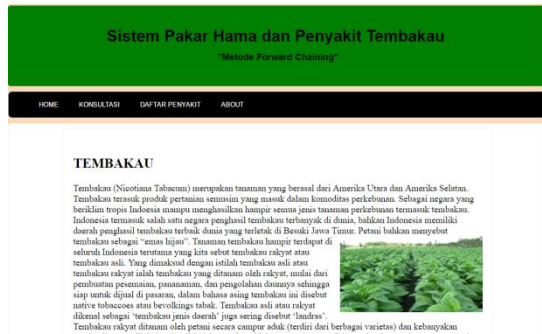 Sistem Pakar Hama dan Penyakit Tembakau
"Metode Forward Chaining"
HOME KONSULTASI DAFTAR PENYAKIT ABOUT
TEMBAKAU
Tembakau (Nicotiana Tabacum) merupakan tanaman yang berasal dari Amerika Utara dan Amerika Selatan.
Tembakau terasuk produk pertanian semusim yang masuk dalam komoditas perkebunan. Sebagai negara yang
beriklim tropis Indoesia mampu menghasilkan hampir semua jenis tanaman perkebunan termasuk tembakau.
Indonesia termasuk salah satu negara penghasil tembakau terbanyak di dunia, bahkan Indonesia memiliki
daerah penghasil tembakau terbaik dunia yang terletak di Besuki Jawa Timur. Petani bahkan menyebut
tembakau sebagai "emas hijau". Tanaman tembakau hampir terdapat di
seluruh Indonesia terutama yang kita sebut tembakau rakyat atau
tembakau asli. Yang dimaksud dengan istilah tembakau asli atau
tembakau rakyat ialah tembakau yang ditanam oleh rakyat, mulai dari
pembuatan pesemaian, pananaman, dan pengolahan daunnya sehingga
siap untuk dijual di pasaran, dalam bahasa asing tembakau ini disebut
native tobaccoes atau bevolkings tabak. Tembakau asli atau rakyat
dikenal sebagai 'tembakau jenis daerah' juga sering disebut 'landras'.
Tembakau rakyat ditanam oleh petani secara campur aduk (terdiri dari berbagai varietas) dan kebanyakan